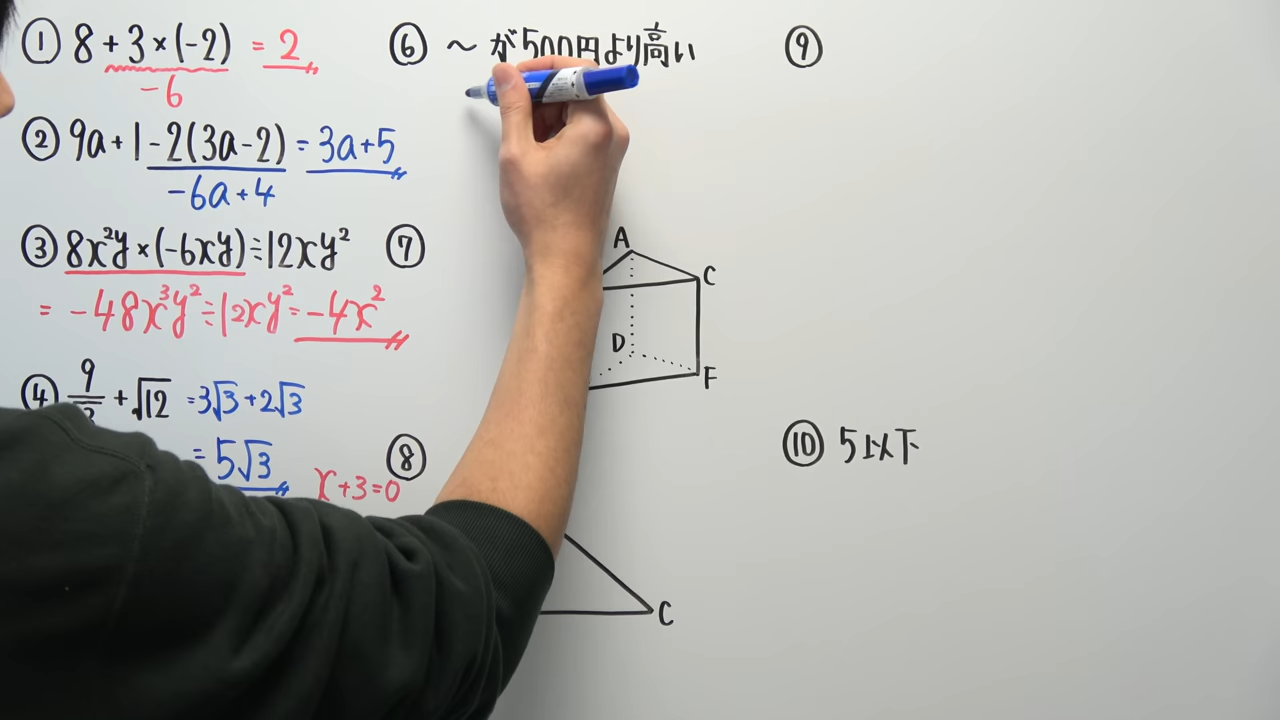 ① 8+3×(-2) = 2
-6
② 9a+1-2(3a-2) = 3a+5
-6a+4
③ 8x²y×(-6xy)÷12xy²
= -48x³y²÷12xy² = -4x²
④ 9 +√12 =3√3+2√3
= 5√3
x+3=0
⑥ 〜が500円より高い
⑦
A
C
D
F
⑧
C
⑨
⑩ 5以下